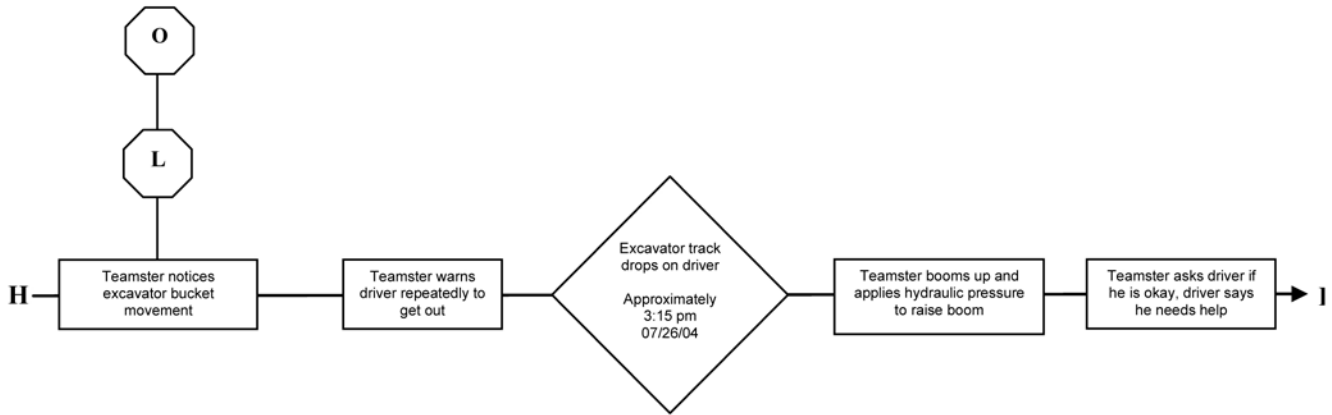 O
L
H
Teamster notices
excavator bucket
movement
Teamster warns
driver repeatedly to
get out
Excavator track
drops on driver
Approximately
3:15 pm
07/26/04
Teamster booms up and
applies hydraulic pressure
to raise boom
Teamster asks driver if
he is okay, driver says
he needs help